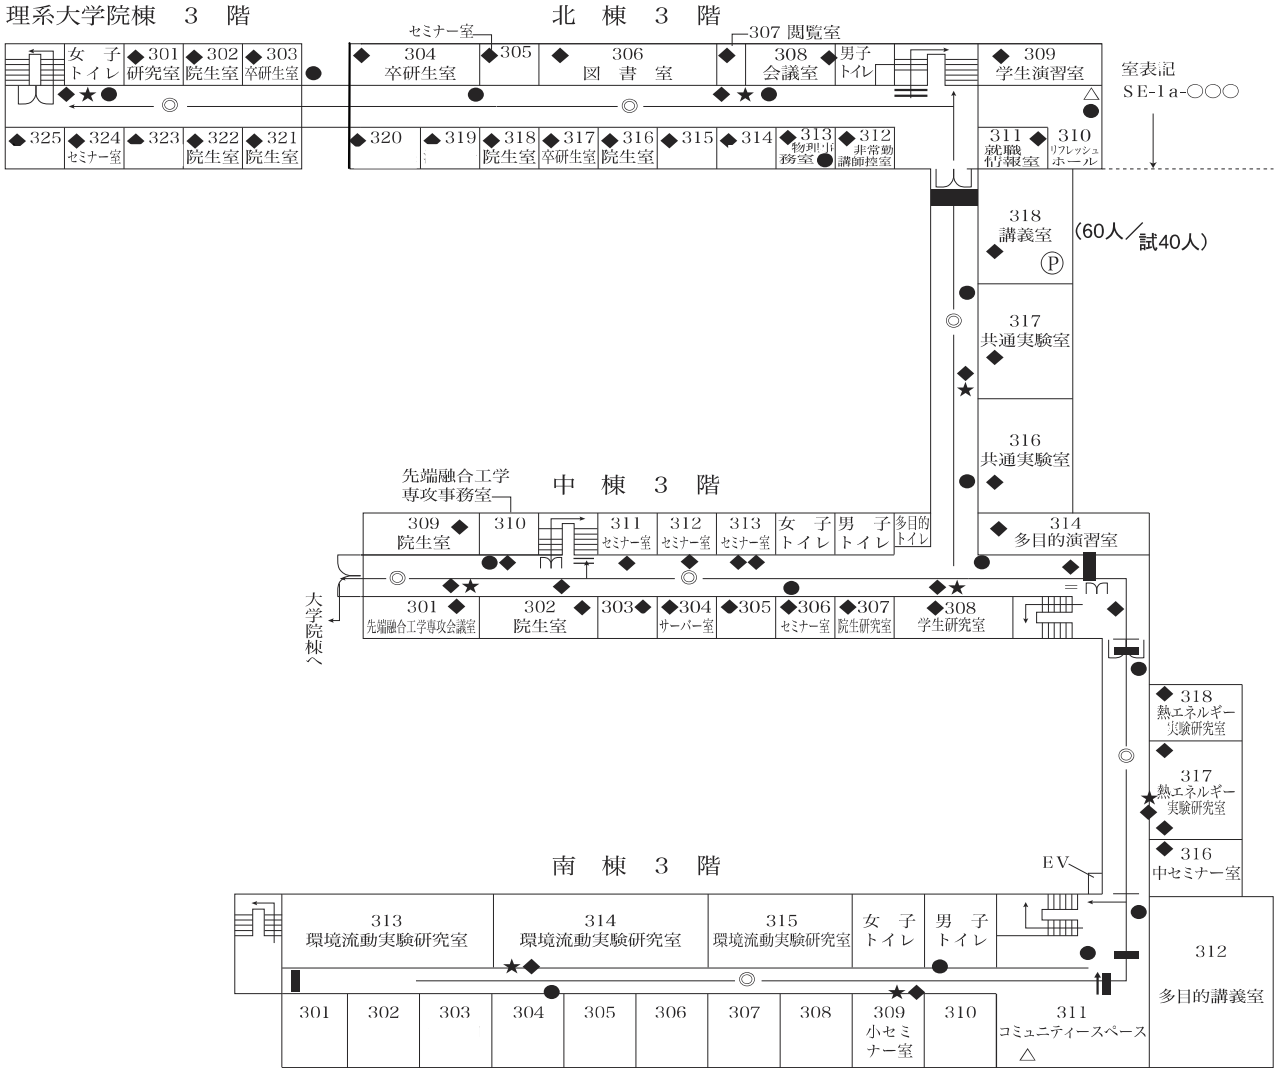 理系大学院棟 3 階
女 子
トイレ
301
研究室
302
院生室
303
卒研生室
325
324
セミナー室
323
322
院生室
321
院生室
北 棟 3 階
セミナー室
305
307 閲覧室
304
卒研生室
306
図 書 室
308
会議室
男子
トイレ
309
学生演習室
320
319
318
院生室
317
卒研生室
316
院生室
315
314
313
務室
312
非常勤
講師控室
311
就職
情報室
310
リフレッシュ
ホール
室表記
SE-1a-○○○
318
講義室
(60人／
試40人)
P
317
共通実験室
316
共通実験室
先端融合工学
専攻事務室
中 棟 3 階
309
院生室
310
311
セミナー室
312
セミナー室
313
セミナー室
女 子
トイレ
男 子
トイレ
多目的
トイレ
314
多目的演習室
大学院棟へ
301
先端融合工学専攻会議室
302
院生室
303
304
サーバー室
305
306
セミナー室
307
院生研究室
308
学生研究室
318
熱エネルギー
実験研究室
317
熱エネルギー
実験研究室
316
中セミナー室
南 棟 3 階
EV
313
環境流動実験研究室
314
環境流動実験研究室
315
環境流動実験研究室
女 子
トイレ
男 子
トイレ
312
多目的講義室
301
302
303
304
305
306
307
308
309
小セミ
ナー室
310
311
コミュニティースペース